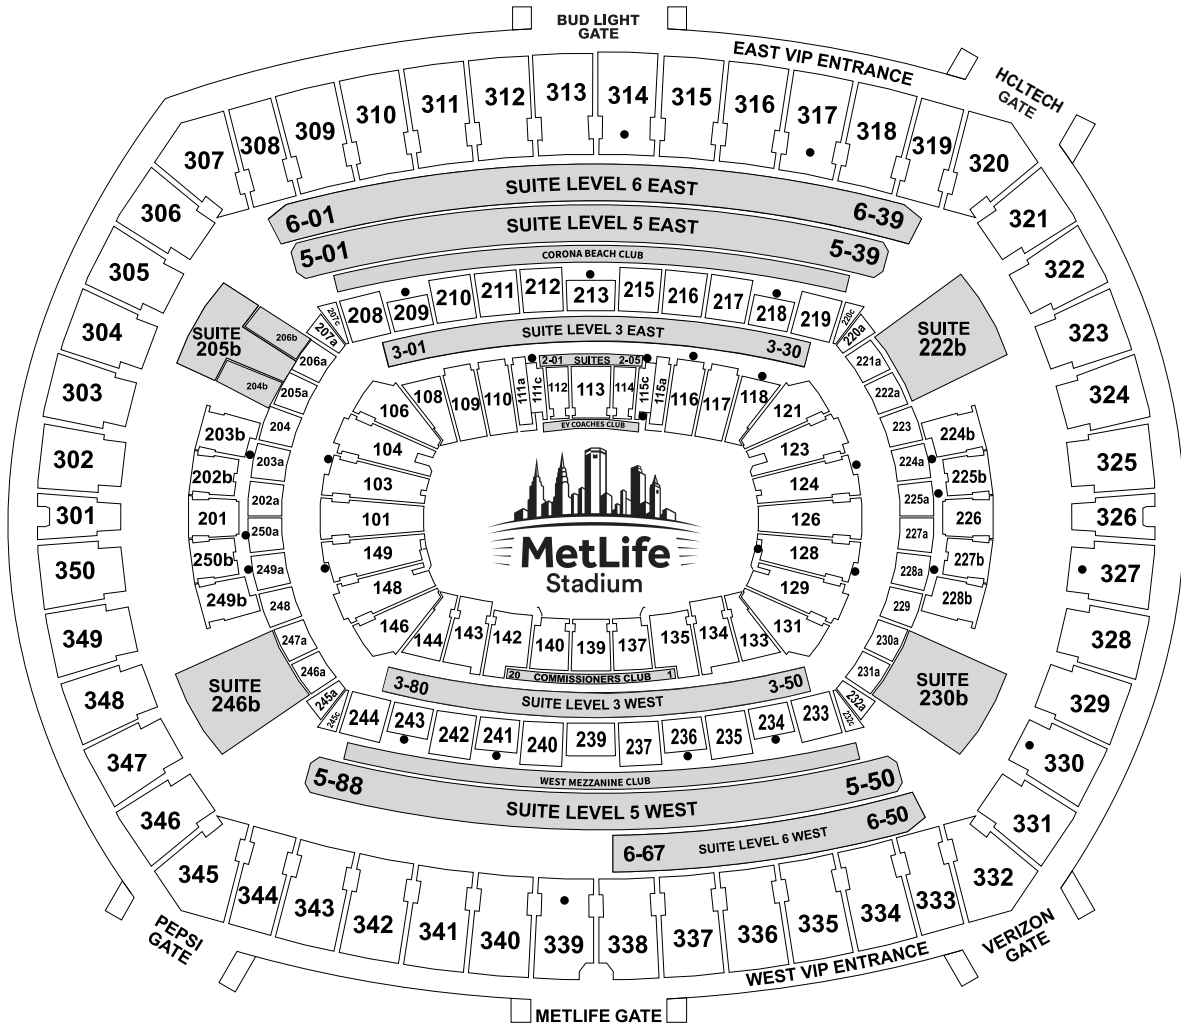 BUD LIGHT
GATE
EAST VIP ENTRANCE
HCLTECH
GATE
307
308
309
310
311
312
313
314
315
316
317
318
319
320
306
305
304
303
302
301
350
349
348
347
346
321
322
323
324
325
326
327
328
329
330
331
SUITE LEVEL 6 EAST
6-01
6-39
SUITE LEVEL 5 EAST
5-01
5-39
CORONA BEACH CLUB
207c
207a
208
209
210
211
212
213
215
216
217
218
219
220c
220a
SUITE LEVEL 3 EAST
3-01
3-30
SUITE
205b
206b
204b
206a
205a
204
203a
202a
250a
249a
248
247a
246a
203b
202b
201
250b
249b
SUITE
246b
SUITE
222b
221a
222a
223
224a
225a
227a
228a
229
230a
231a
224b
225b
226
227b
228b
SUITE
230b
2-01 SUITES 2-05
106
108
109
110
111a
111c
112
113
114
115c
115a
116
117
118
121
EY COACHES CLUB
104
103
101
149
148
146
123
124
126
128
129
131
MetLife
Stadium
144
143
142
140
139
137
135
134
133
20 COMMISSIONERS CLUB 1
3-80
3-50
SUITE LEVEL 3 WEST
245a
245c
244
243
242
241
240
239
237
236
235
234
233
232a
232c
WEST MEZZANINE CLUB
5-88
5-50
SUITE LEVEL 5 WEST
6-67
SUITE LEVEL 6 WEST
6-50
345
344
343
342
341
340
339
338
337
336
335
334
333
332
PEPSI
GATE
VERIZON
GATE
WEST VIP ENTRANCE
METLIFE GATE